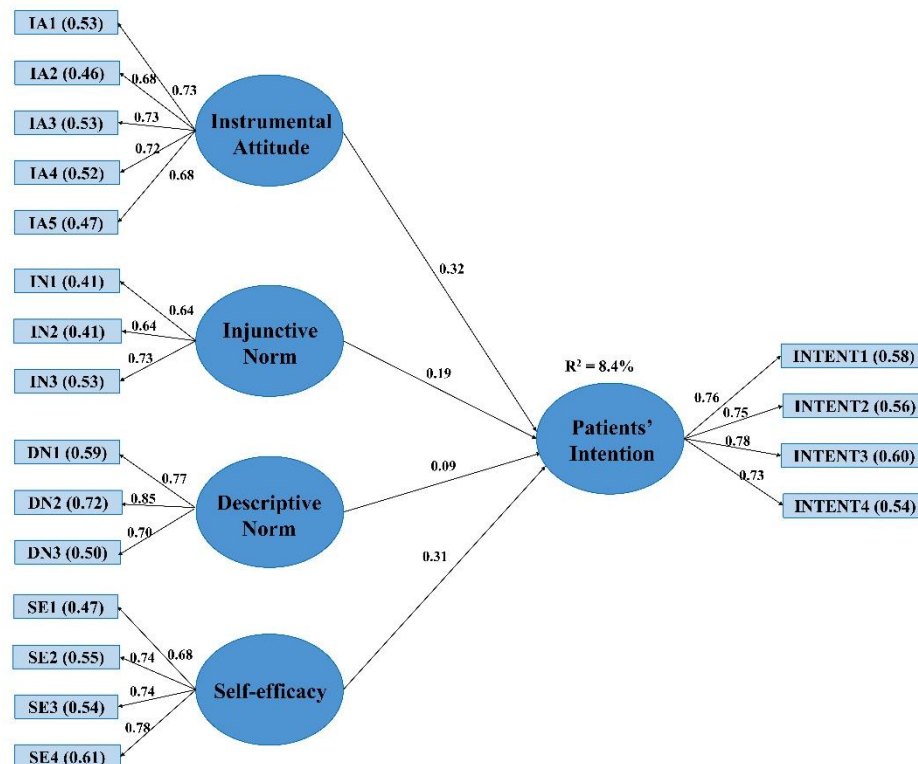 IA1 (0.53)
IA2 (0.46)
IA3 (0.53)
IA4 (0.52)
IA5 (0.47)
0.73
0.68
0.73
0.72
0.68
Instrumental
Attitude
0.32
IN1 (0.41)
IN2 (0.41)
IN3 (0.53)
0.64
0.64
0.73
Injunctive
Norm
0.19
DN1 (0.59)
DN2 (0.72)
DN3 (0.50)
0.77
0.85
0.70
Descriptive
Norm
0.09
SE1 (0.47)
SE2 (0.55)
SE3 (0.54)
SE4 (0.61)
0.68
0.74
0.74
0.78
Self-efficacy
0.31
R² = 8.4%
Patients’
Intention
0.76
0.75
0.78
0.73
INTENT1 (0.58)
INTENT2 (0.56)
INTENT3 (0.60)
INTENT4 (0.54)